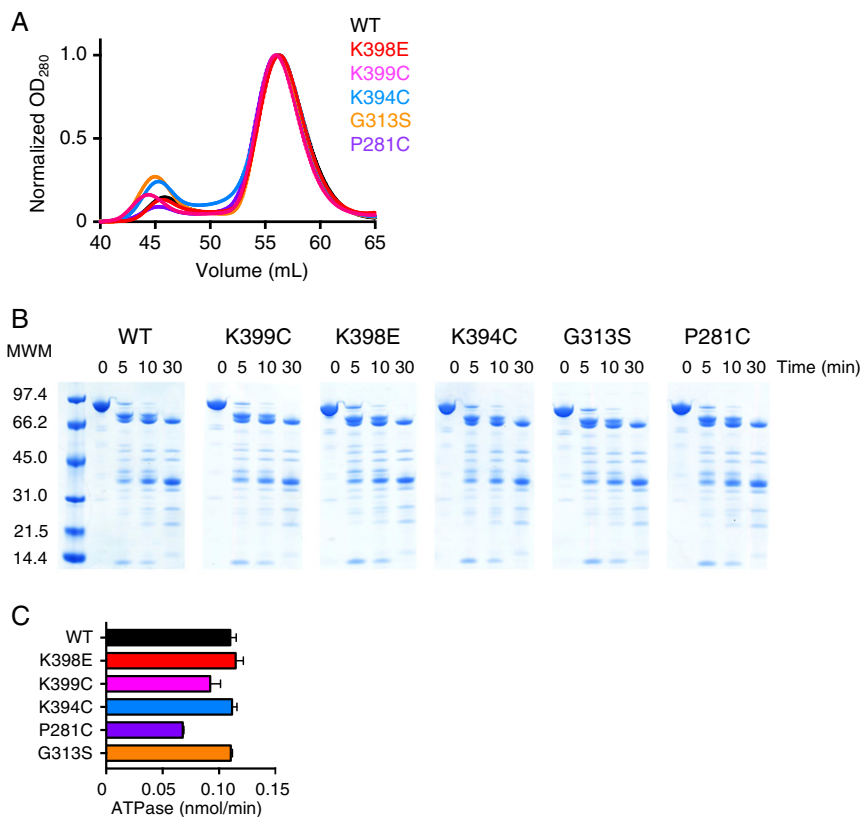 A
WT
K398E
K399C
K394C
G313S
P281C
Normalized OD280
1.0
0.5
0
40 45 50 55 60 65
Volume (mL)
B
WT K399C K398E K394C G313S P281C
MWM
0 5 10 30 0 5 10 30 0 5 10 30 0 5 10 30 0 5 10 30 0 5 10 30 Time (min)
97.4
66.2
45.0
31.0
21.5
14.4
C
WT
K398E
K399C
K394C
P281C
G313S
0 0.05 0.10 0.15
ATPase (nmol/min)